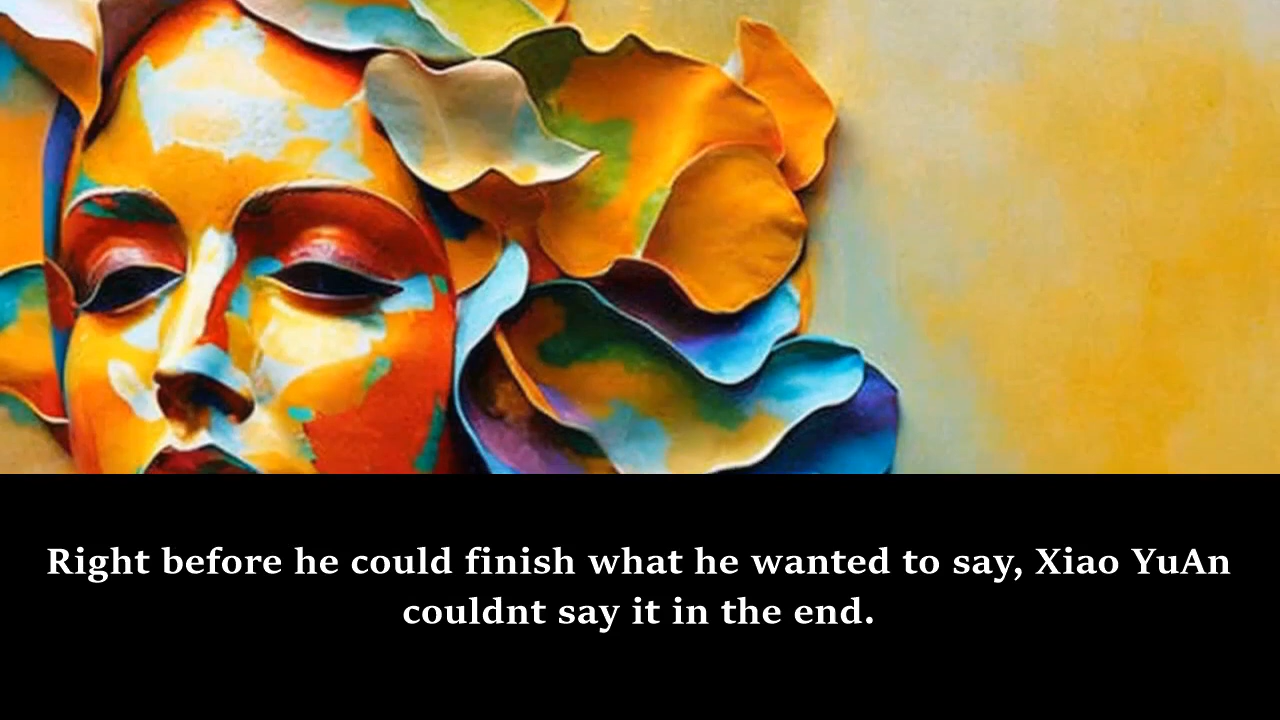 Right before he could finish what he wanted to say, Xiao YuAn
couldnt say it in the end.